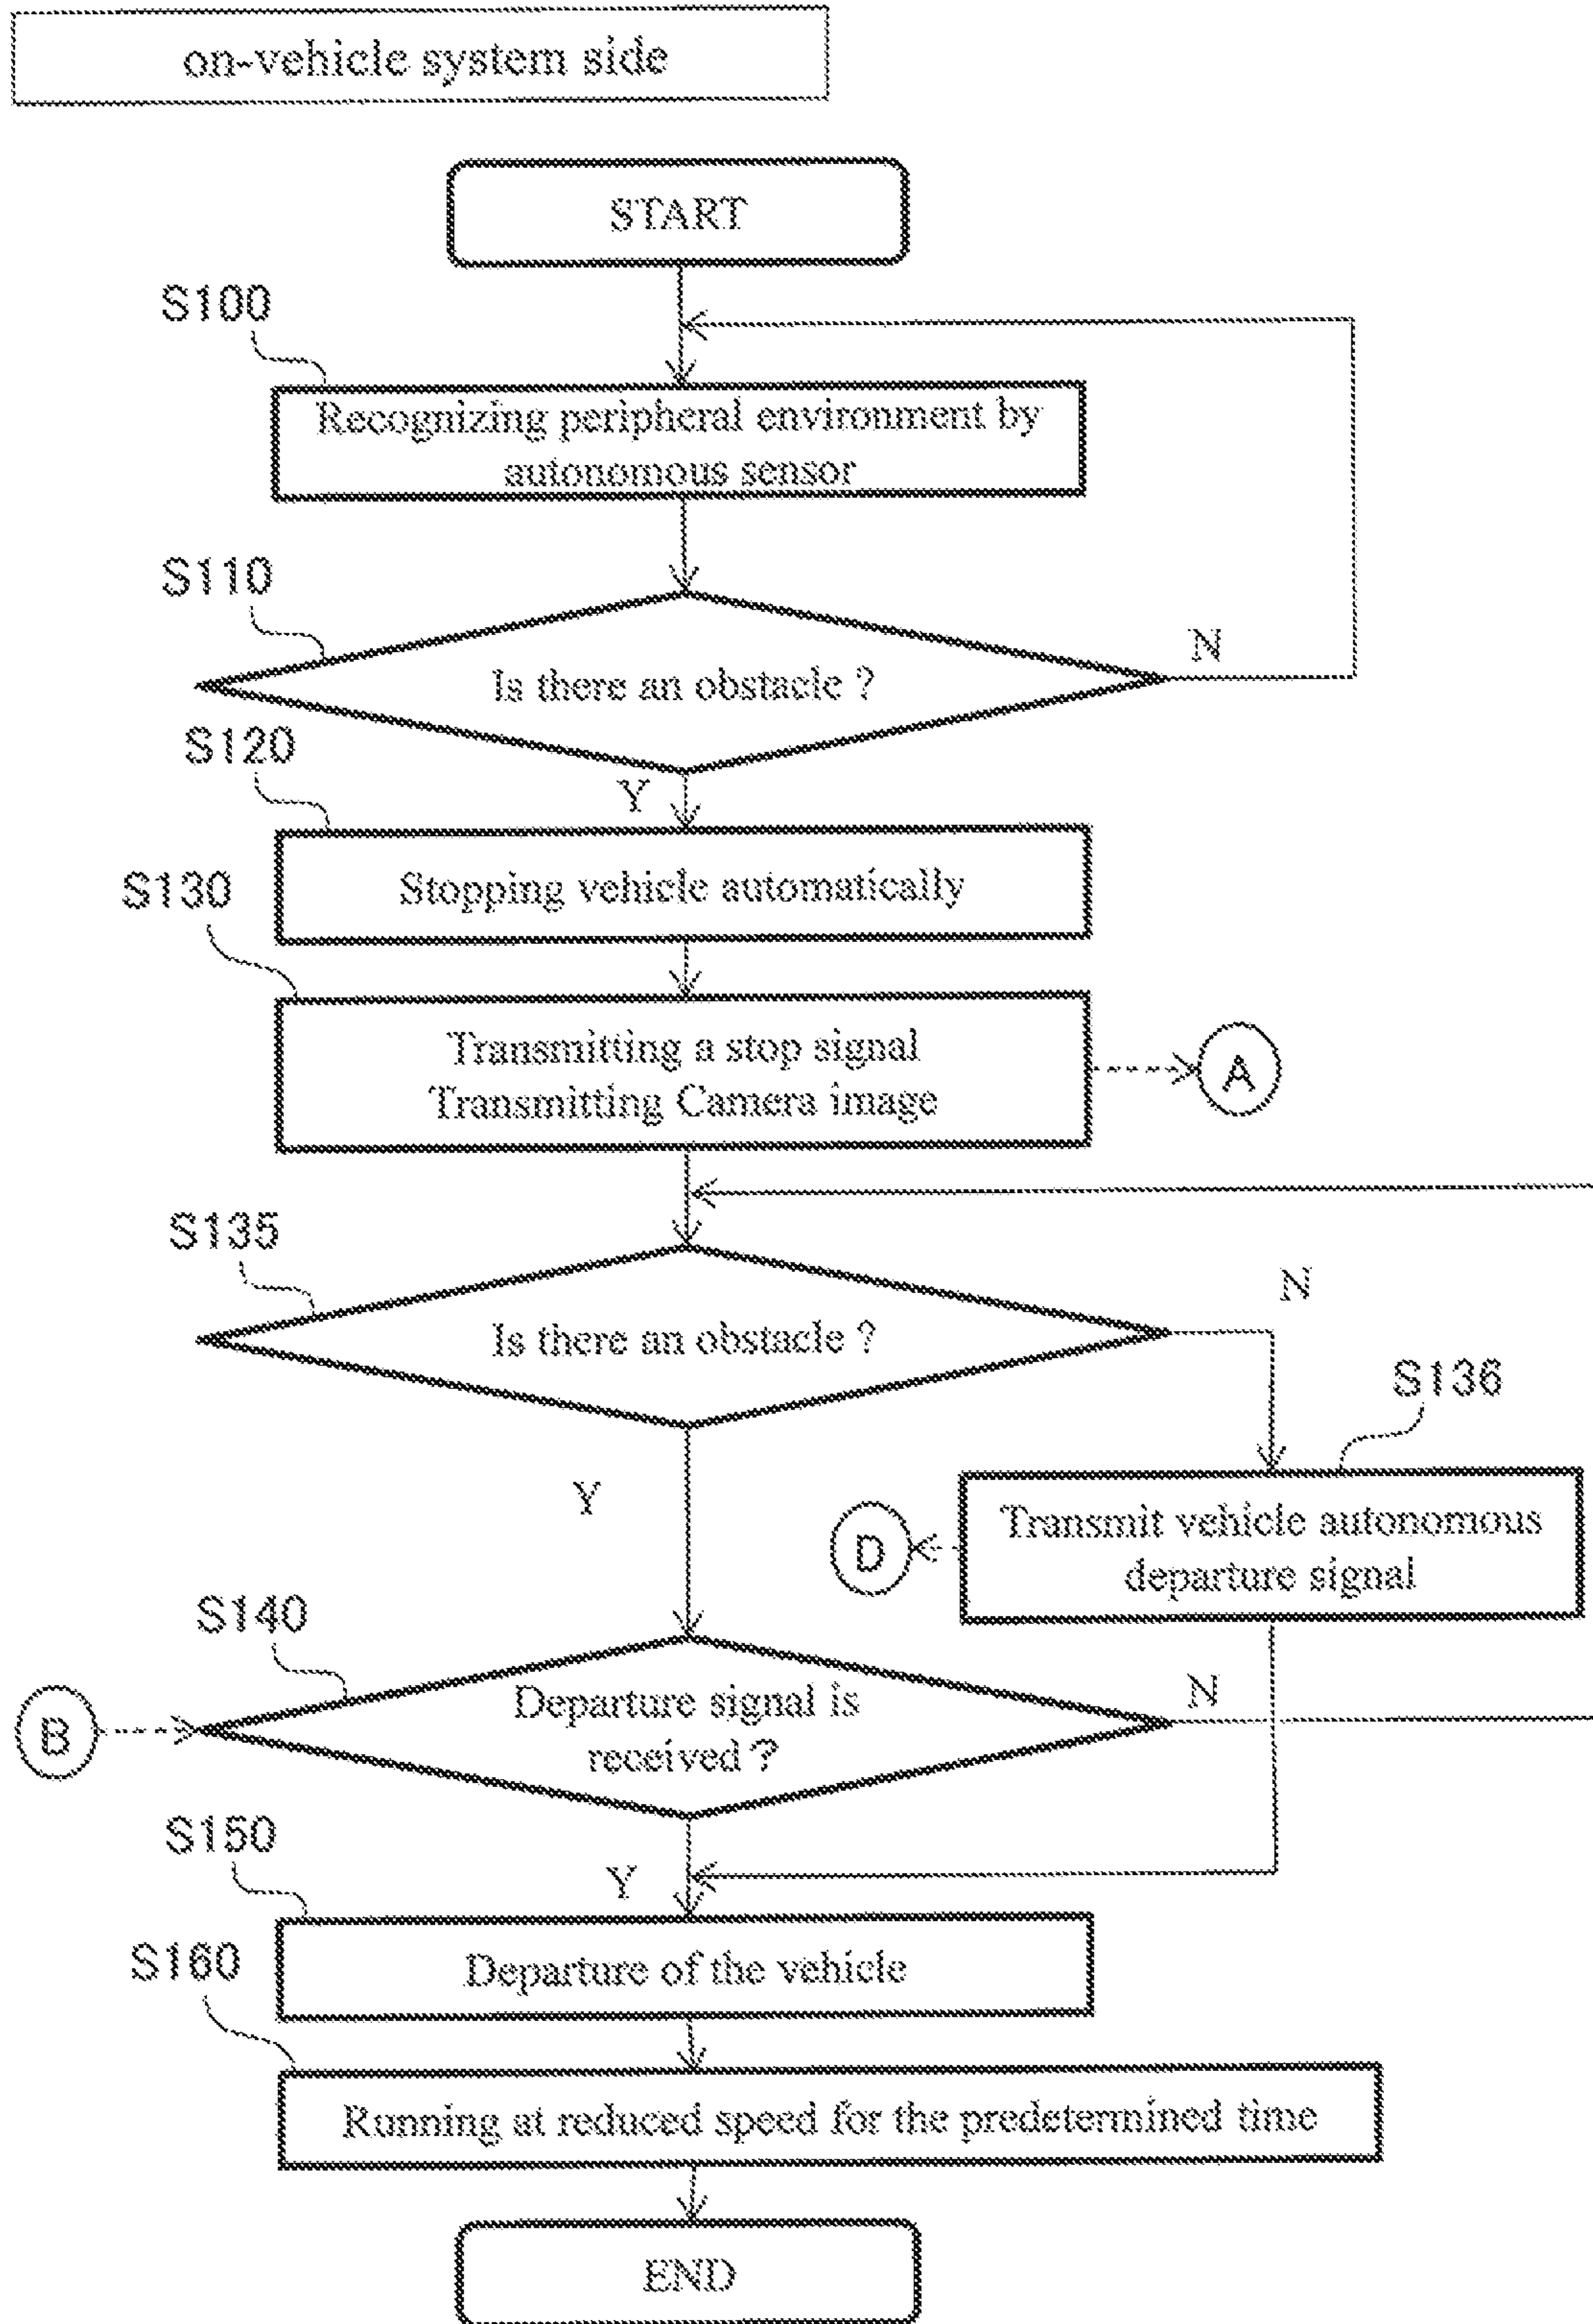 on-vehicle system side
START
S100
Recognizing peripheral environment by
autonomous sensor
S110
Is there an obstacle ?
N
S120
Y
Stopping vehicle automatically
S130
Transmitting a stop signal
Transmitting Camera image
A
S135
Is there an obstacle ?
N
S136
Y
Transmit vehicle autonomous
departure signal
D
S140
Departure signal is
received ?
N
B
S150
Y
Departure of the vehicle
S160
Running at reduced speed for the predetermined time
END